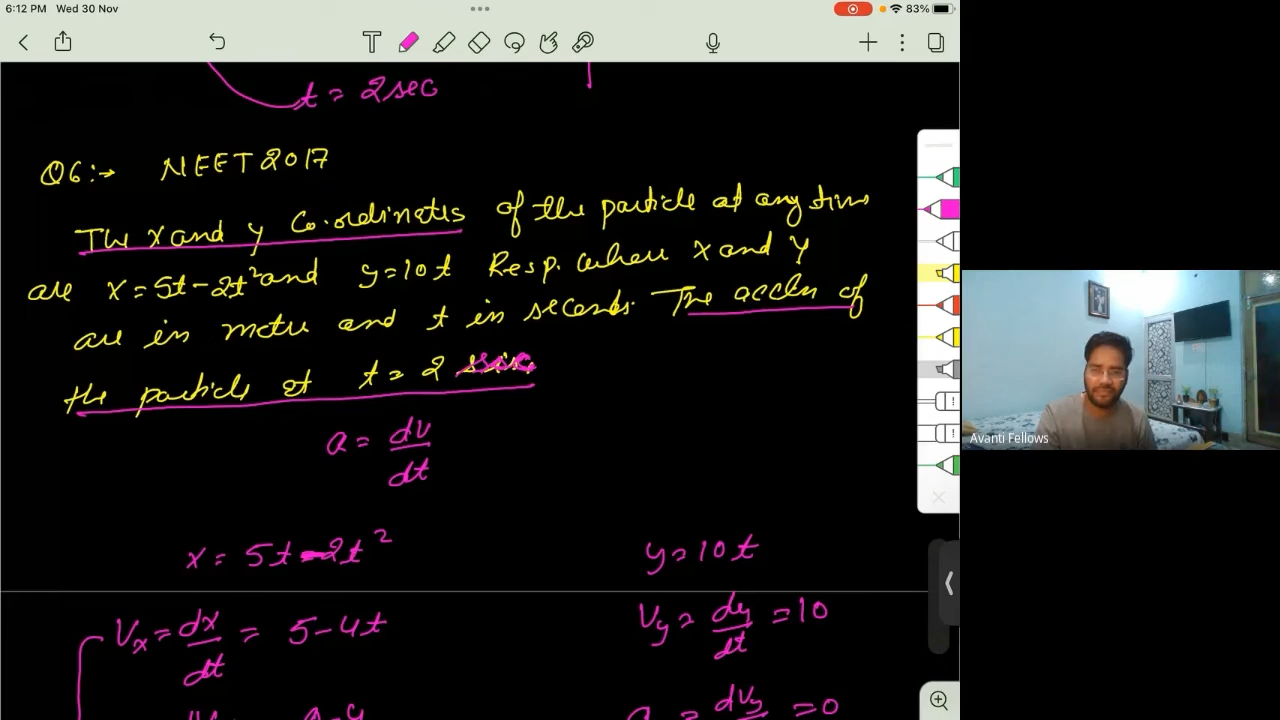 6:12 PM Wed 30 Nov
83%
T
t = 2sec
Q6:→ NEET 2017
The x and y Co-ordinates of the particle at any time
are x = 5t - 2t² and y = 10t Resp. where x and y
are in metre and t in seconds. The accln of
the particle at t = 2
a = dv/dt
x = 5t - 2t²
y = 10t
Vx = dx/dt = 5 - 4t
Vy = dy/dt = 10
dVy = 0
Avanti Fellows